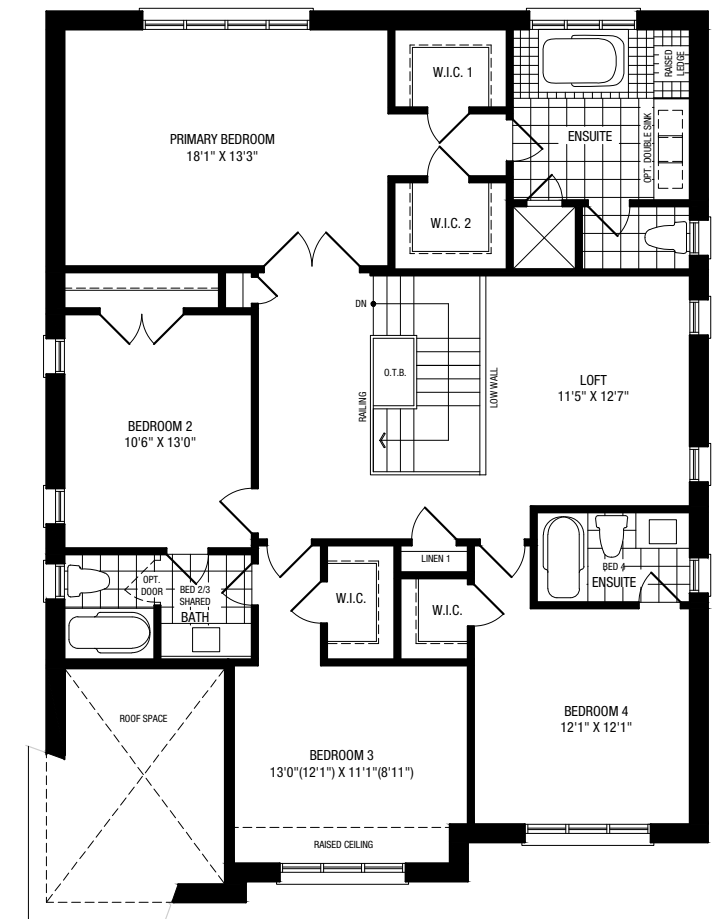 W.I.C. 1
RAISED
LEDGE
PRIMARY BEDROOM
18'1" X 13'3"
ENSUITE
OPT. DOUBLE SINK
W.I.C. 2
DN
O.T.B.
RAILING
LOW WALL
LOFT
11'5" X 12'7"
BEDROOM 2
10'6" X 13'0"
LINEN 1
BED 4
ENSUITE
OPT.
DOOR
BED 2/3
SHARED
BATH
W.I.C.
W.I.C.
ROOF SPACE
BEDROOM 4
12'1" X 12'1"
BEDROOM 3
13'0"(12'1") X 11'1"(8'11")
RAISED CEILING